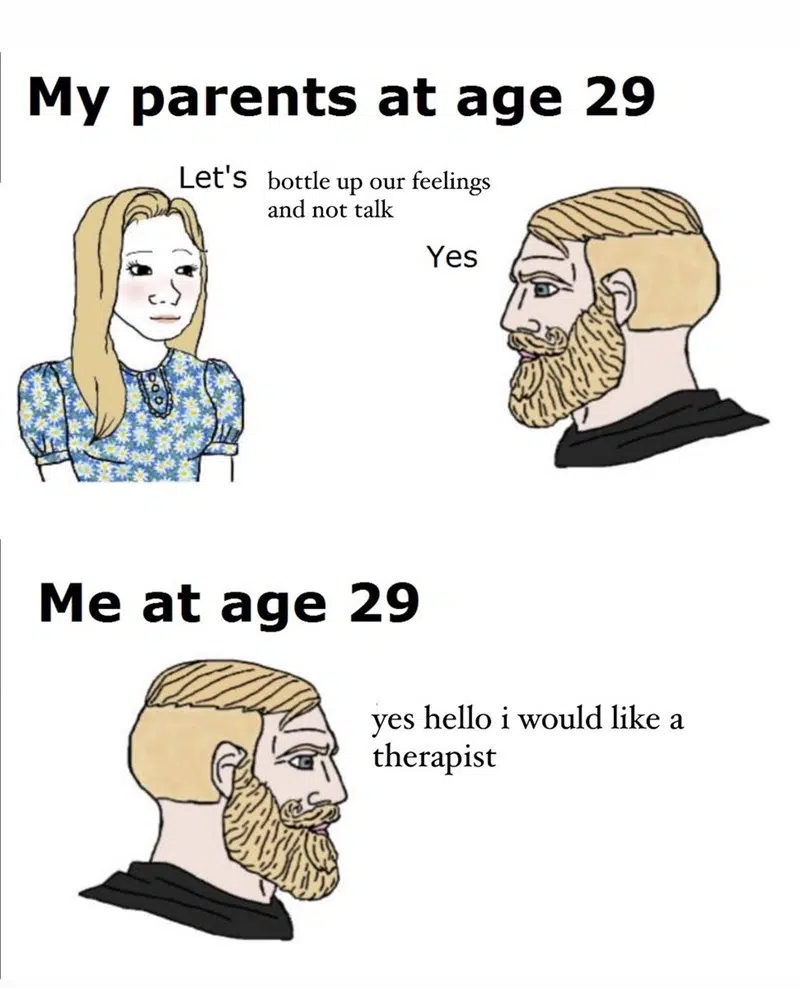 My parents at age 29
Let's bottle up our feelings
and not talk
Yes
Me at age 29
yes hello i would like a
therapist